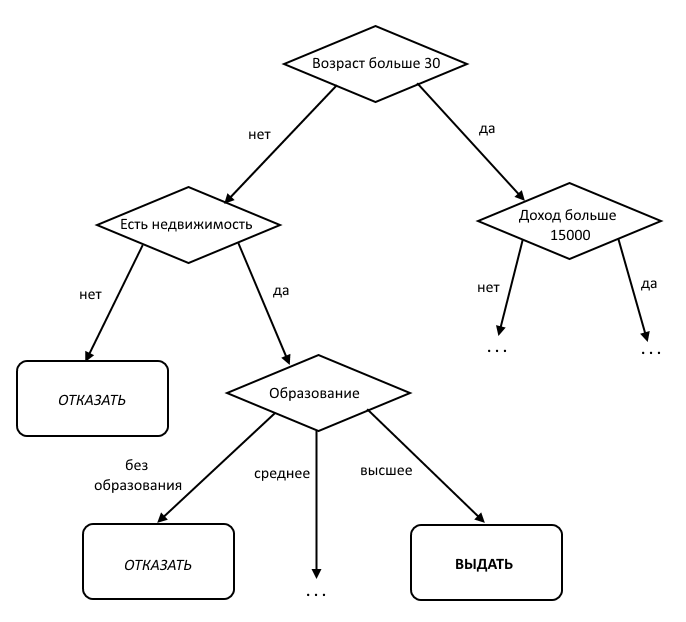 Возраст больше 30
нет
да
Есть недвижимость
Доход больше
15000
нет
да
нет
да
...
...
ОТКАЗАТЬ
Образование
без
образования
среднее
высшее
ОТКАЗАТЬ
...
ВЫДАТЬ